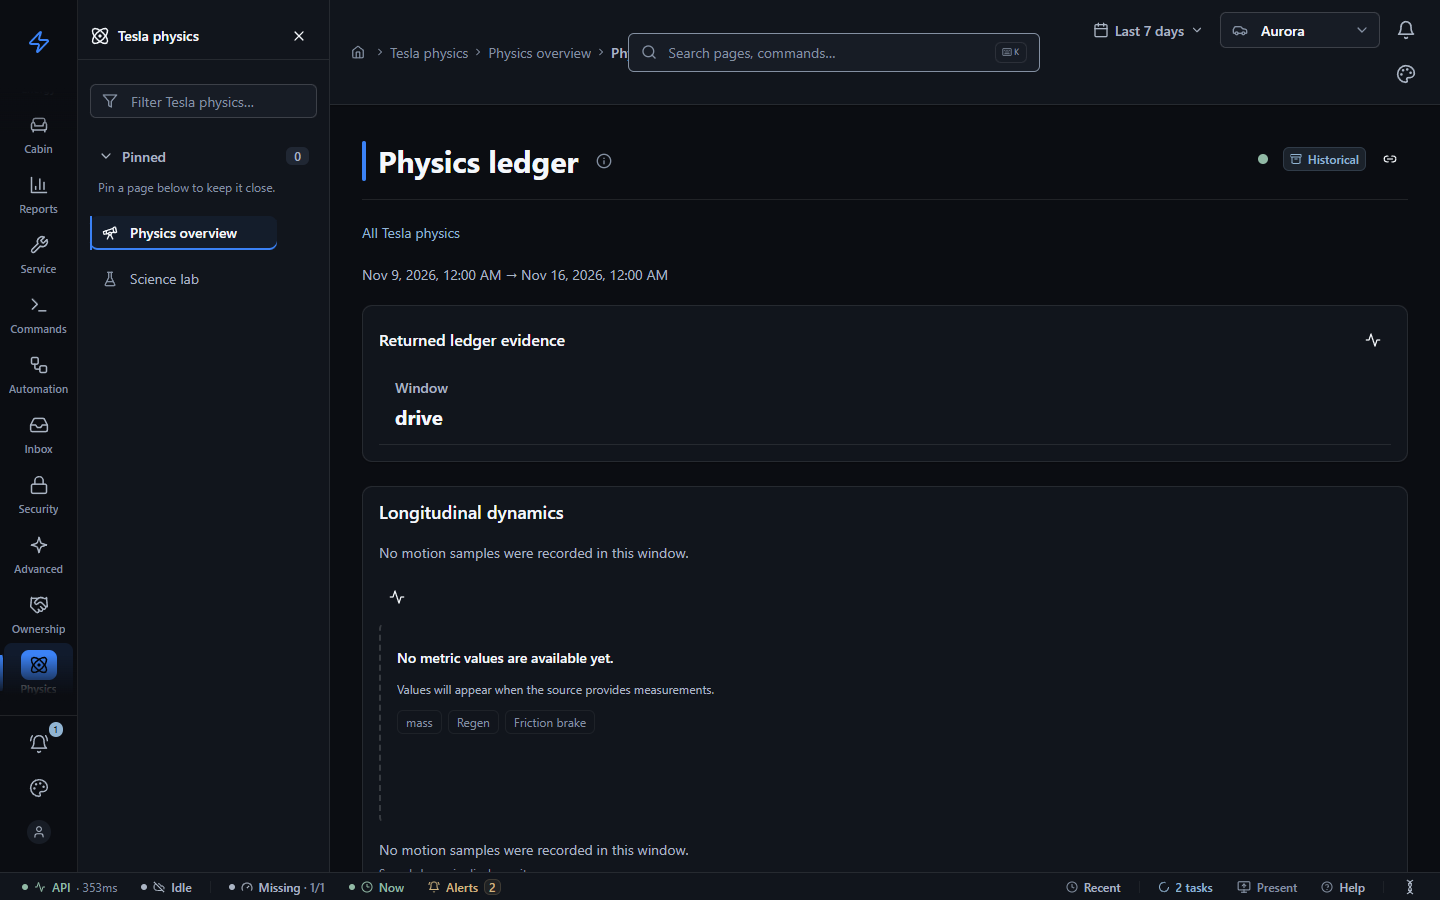 Tesla physics
Filter Tesla physics...
Pinned
0
Pin a page below to keep it close.
Physics overview
Science lab
Cabin
Reports
Service
Commands
Automation
Inbox
Security
Advanced
Ownership
Physics
1
Tesla physics
Physics overview
Ph
Search pages, commands...
K
Last 7 days
Aurora
Physics ledger
Historical
All Tesla physics
Nov 9, 2026, 12:00 AM → Nov 16, 2026, 12:00 AM
Returned ledger evidence
Window
drive
Longitudinal dynamics
No motion samples were recorded in this window.
No metric values are available yet.
Values will appear when the source provides measurements.
mass
Regen
Friction brake
No motion samples were recorded in this window.
API · 353ms
Idle
Missing · 1/1
Now
Alerts 2
Recent
2 tasks
Present
Help